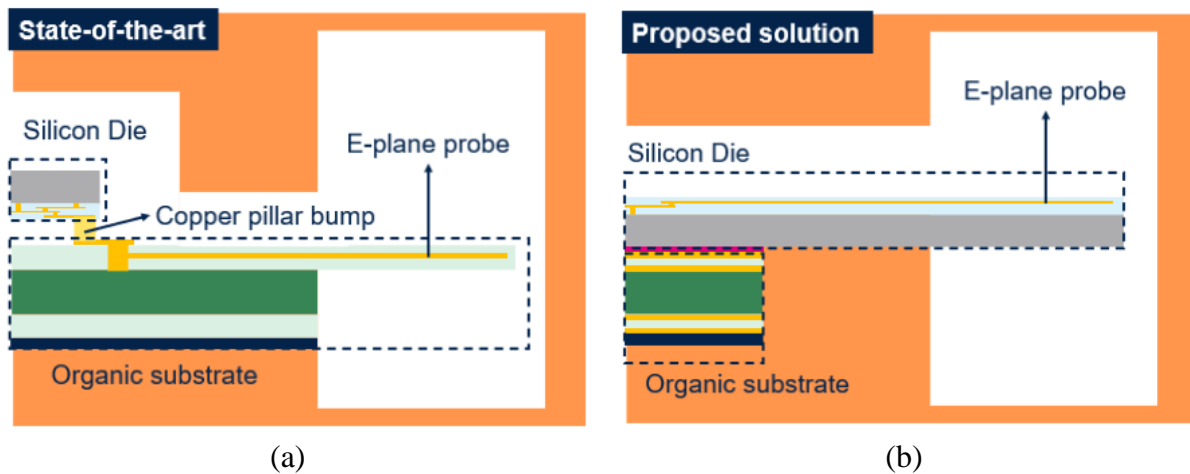 State-of-the-art
Silicon Die
E-plane probe
Copper pillar bump
Organic substrate
(a)
Proposed solution
E-plane probe
Silicon Die
Organic substrate
(b)